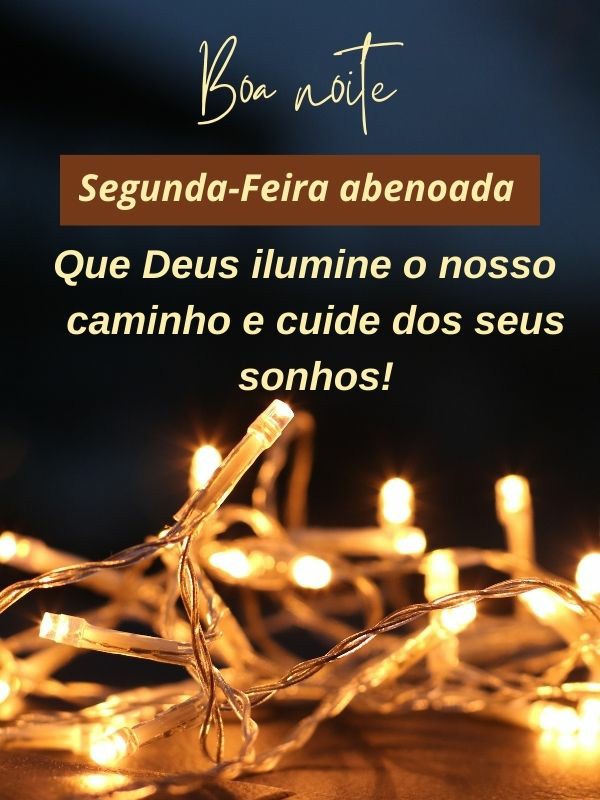 Boa noite
Segunda-Feira abenoada
Que Deus ilumine o nosso
caminho e cuide dos seus
sonhos!